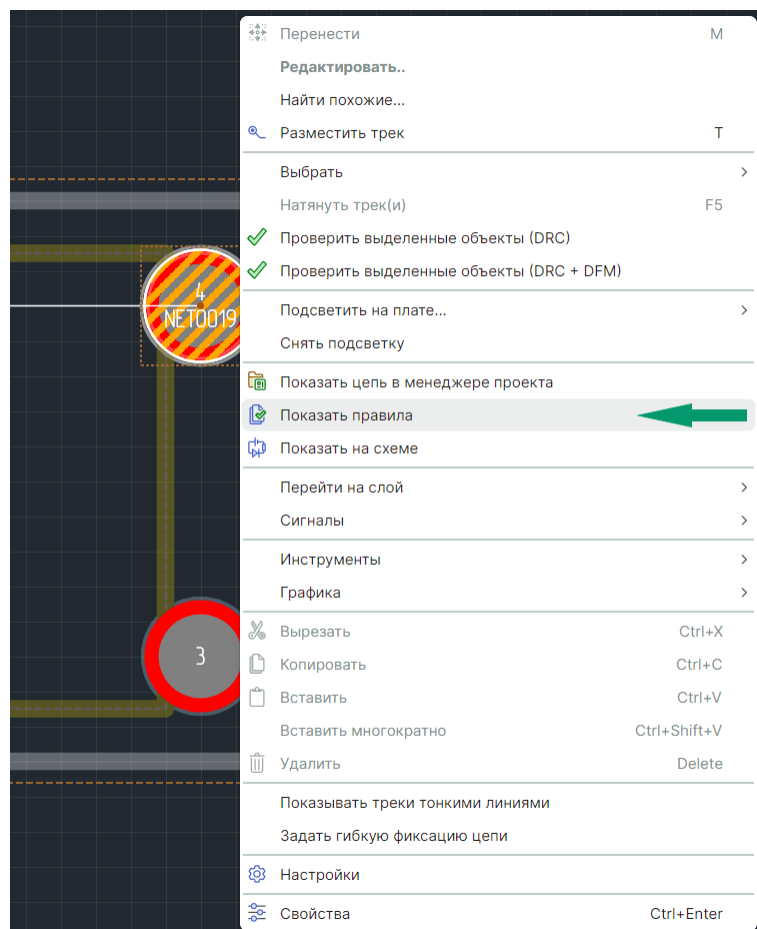 Перенести M
Редактировать..
Найти похожие...
Разместить трек T
Выбрать
Натянуть трек(и) F5
Проверить выделенные объекты (DRC)
Проверить выделенные объекты (DRC + DFM)
Подсветить на плате...
Снять подсветку
Показать цепь в менеджере проекта
Показать правила
Показать на схеме
Перейти на слой
Сигналы
Инструменты
Графика
Вырезать Ctrl+X
Копировать Ctrl+C
Вставить Ctrl+V
Вставить многократно Ctrl+Shift+V
Удалить Delete
Показывать треки тонкими линиями
Задать гибкую фиксацию цепи
Настройки
Свойства Ctrl+Enter
4
NET0019
3